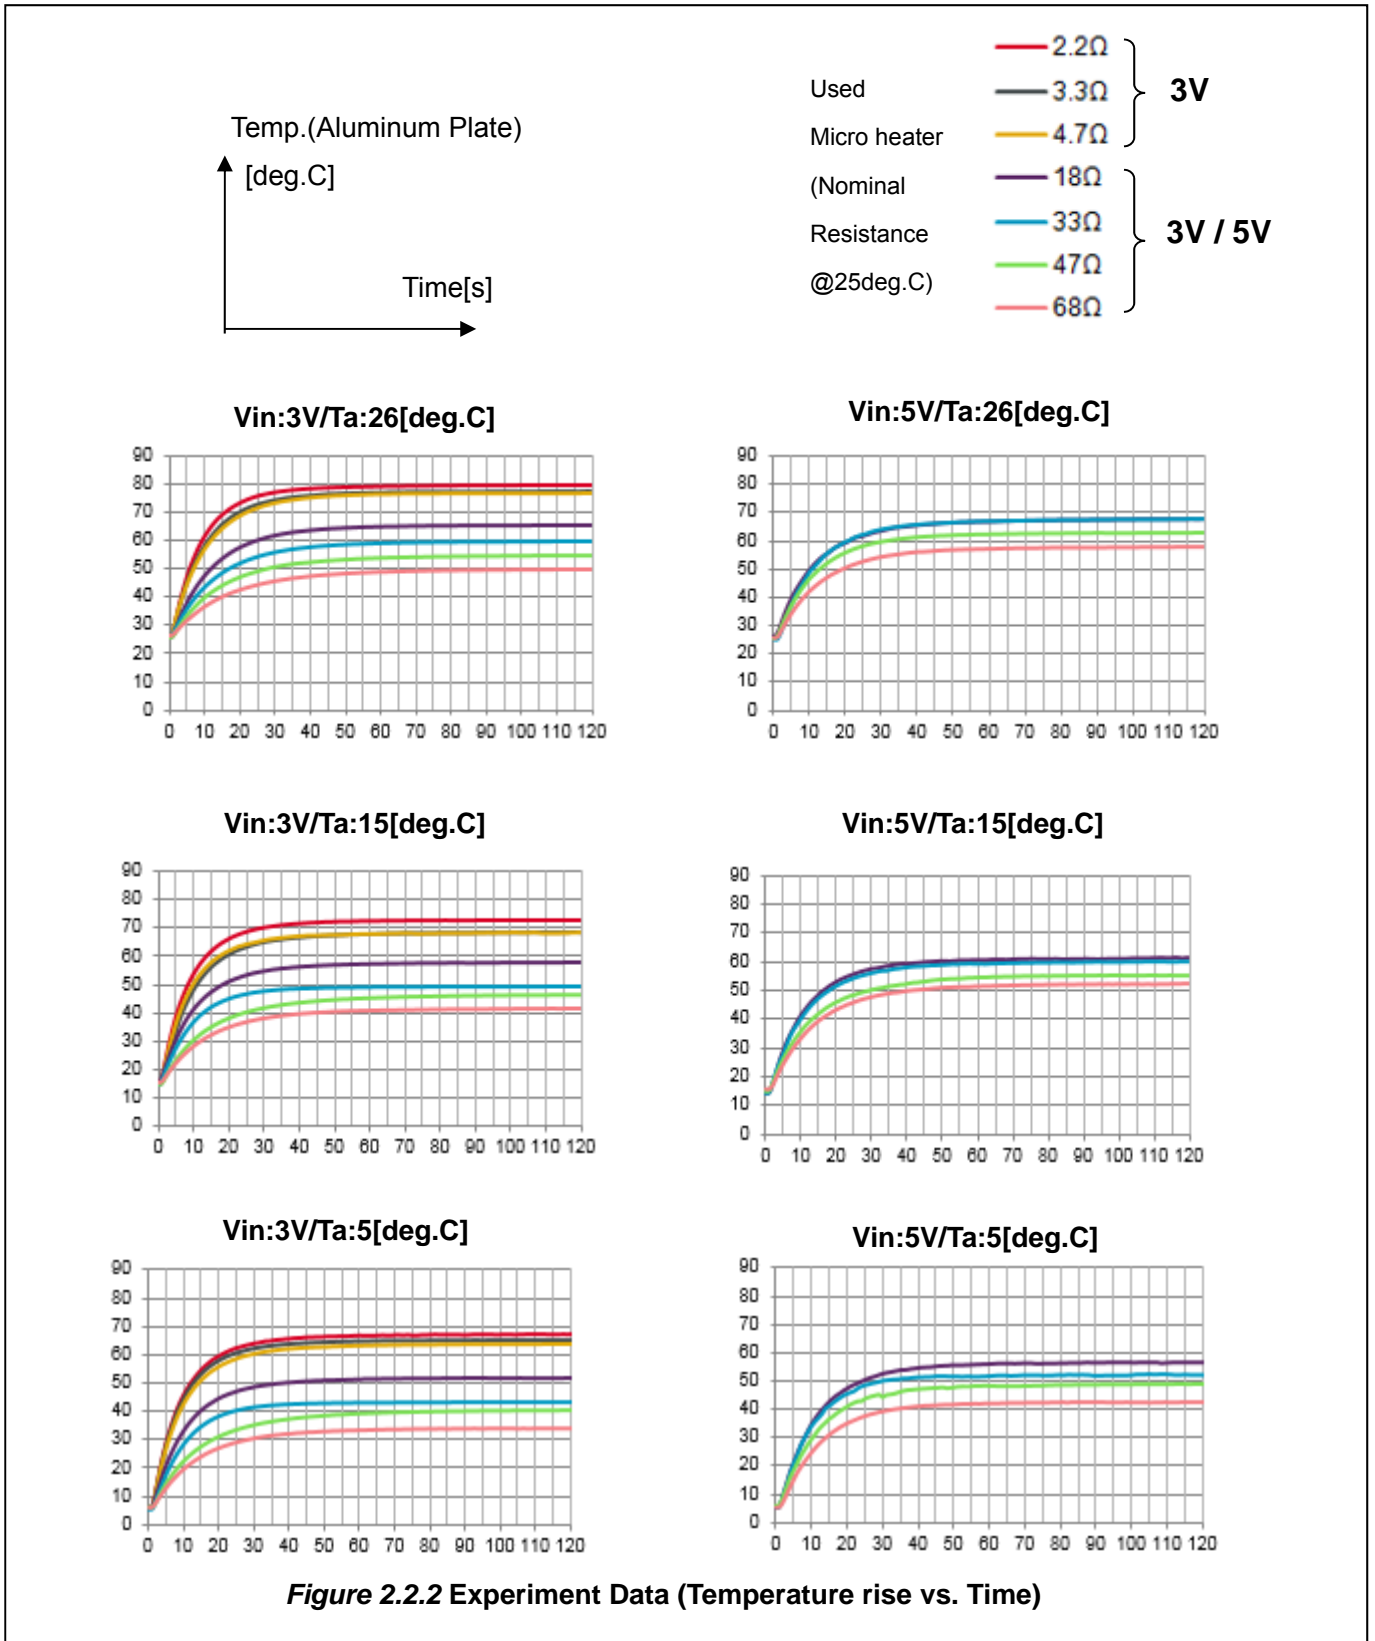 Temp.(Aluminum Plate)
[deg.C]
Time[s]
Used
Micro heater
(Nominal
Resistance
@25deg.C)
2.2Ω
3.3Ω
4.7Ω
18Ω
33Ω
47Ω
68Ω
3V
3V / 5V
Vin:3V/Ta:26[deg.C]
90
80
70
60
50
40
30
20
10
0
0 10 20 30 40 50 60 70 80 90 100 110 120
Vin:5V/Ta:26[deg.C]
90
80
70
60
50
40
30
20
10
0
0 10 20 30 40 50 60 70 80 90 100 110 120
Vin:3V/Ta:15[deg.C]
90
80
70
60
50
40
30
20
10
0
0 10 20 30 40 50 60 70 80 90 100 110 120
Vin:5V/Ta:15[deg.C]
90
80
70
60
50
40
30
20
10
0
0 10 20 30 40 50 60 70 80 90 100 110 120
Vin:3V/Ta:5[deg.C]
90
80
70
60
50
40
30
20
10
0
0 10 20 30 40 50 60 70 80 90 100 110 120
Vin:5V/Ta:5[deg.C]
90
80
70
60
50
40
30
20
10
0
0 10 20 30 40 50 60 70 80 90 100 110 120
Figure 2.2.2 Experiment Data (Temperature rise vs. Time)